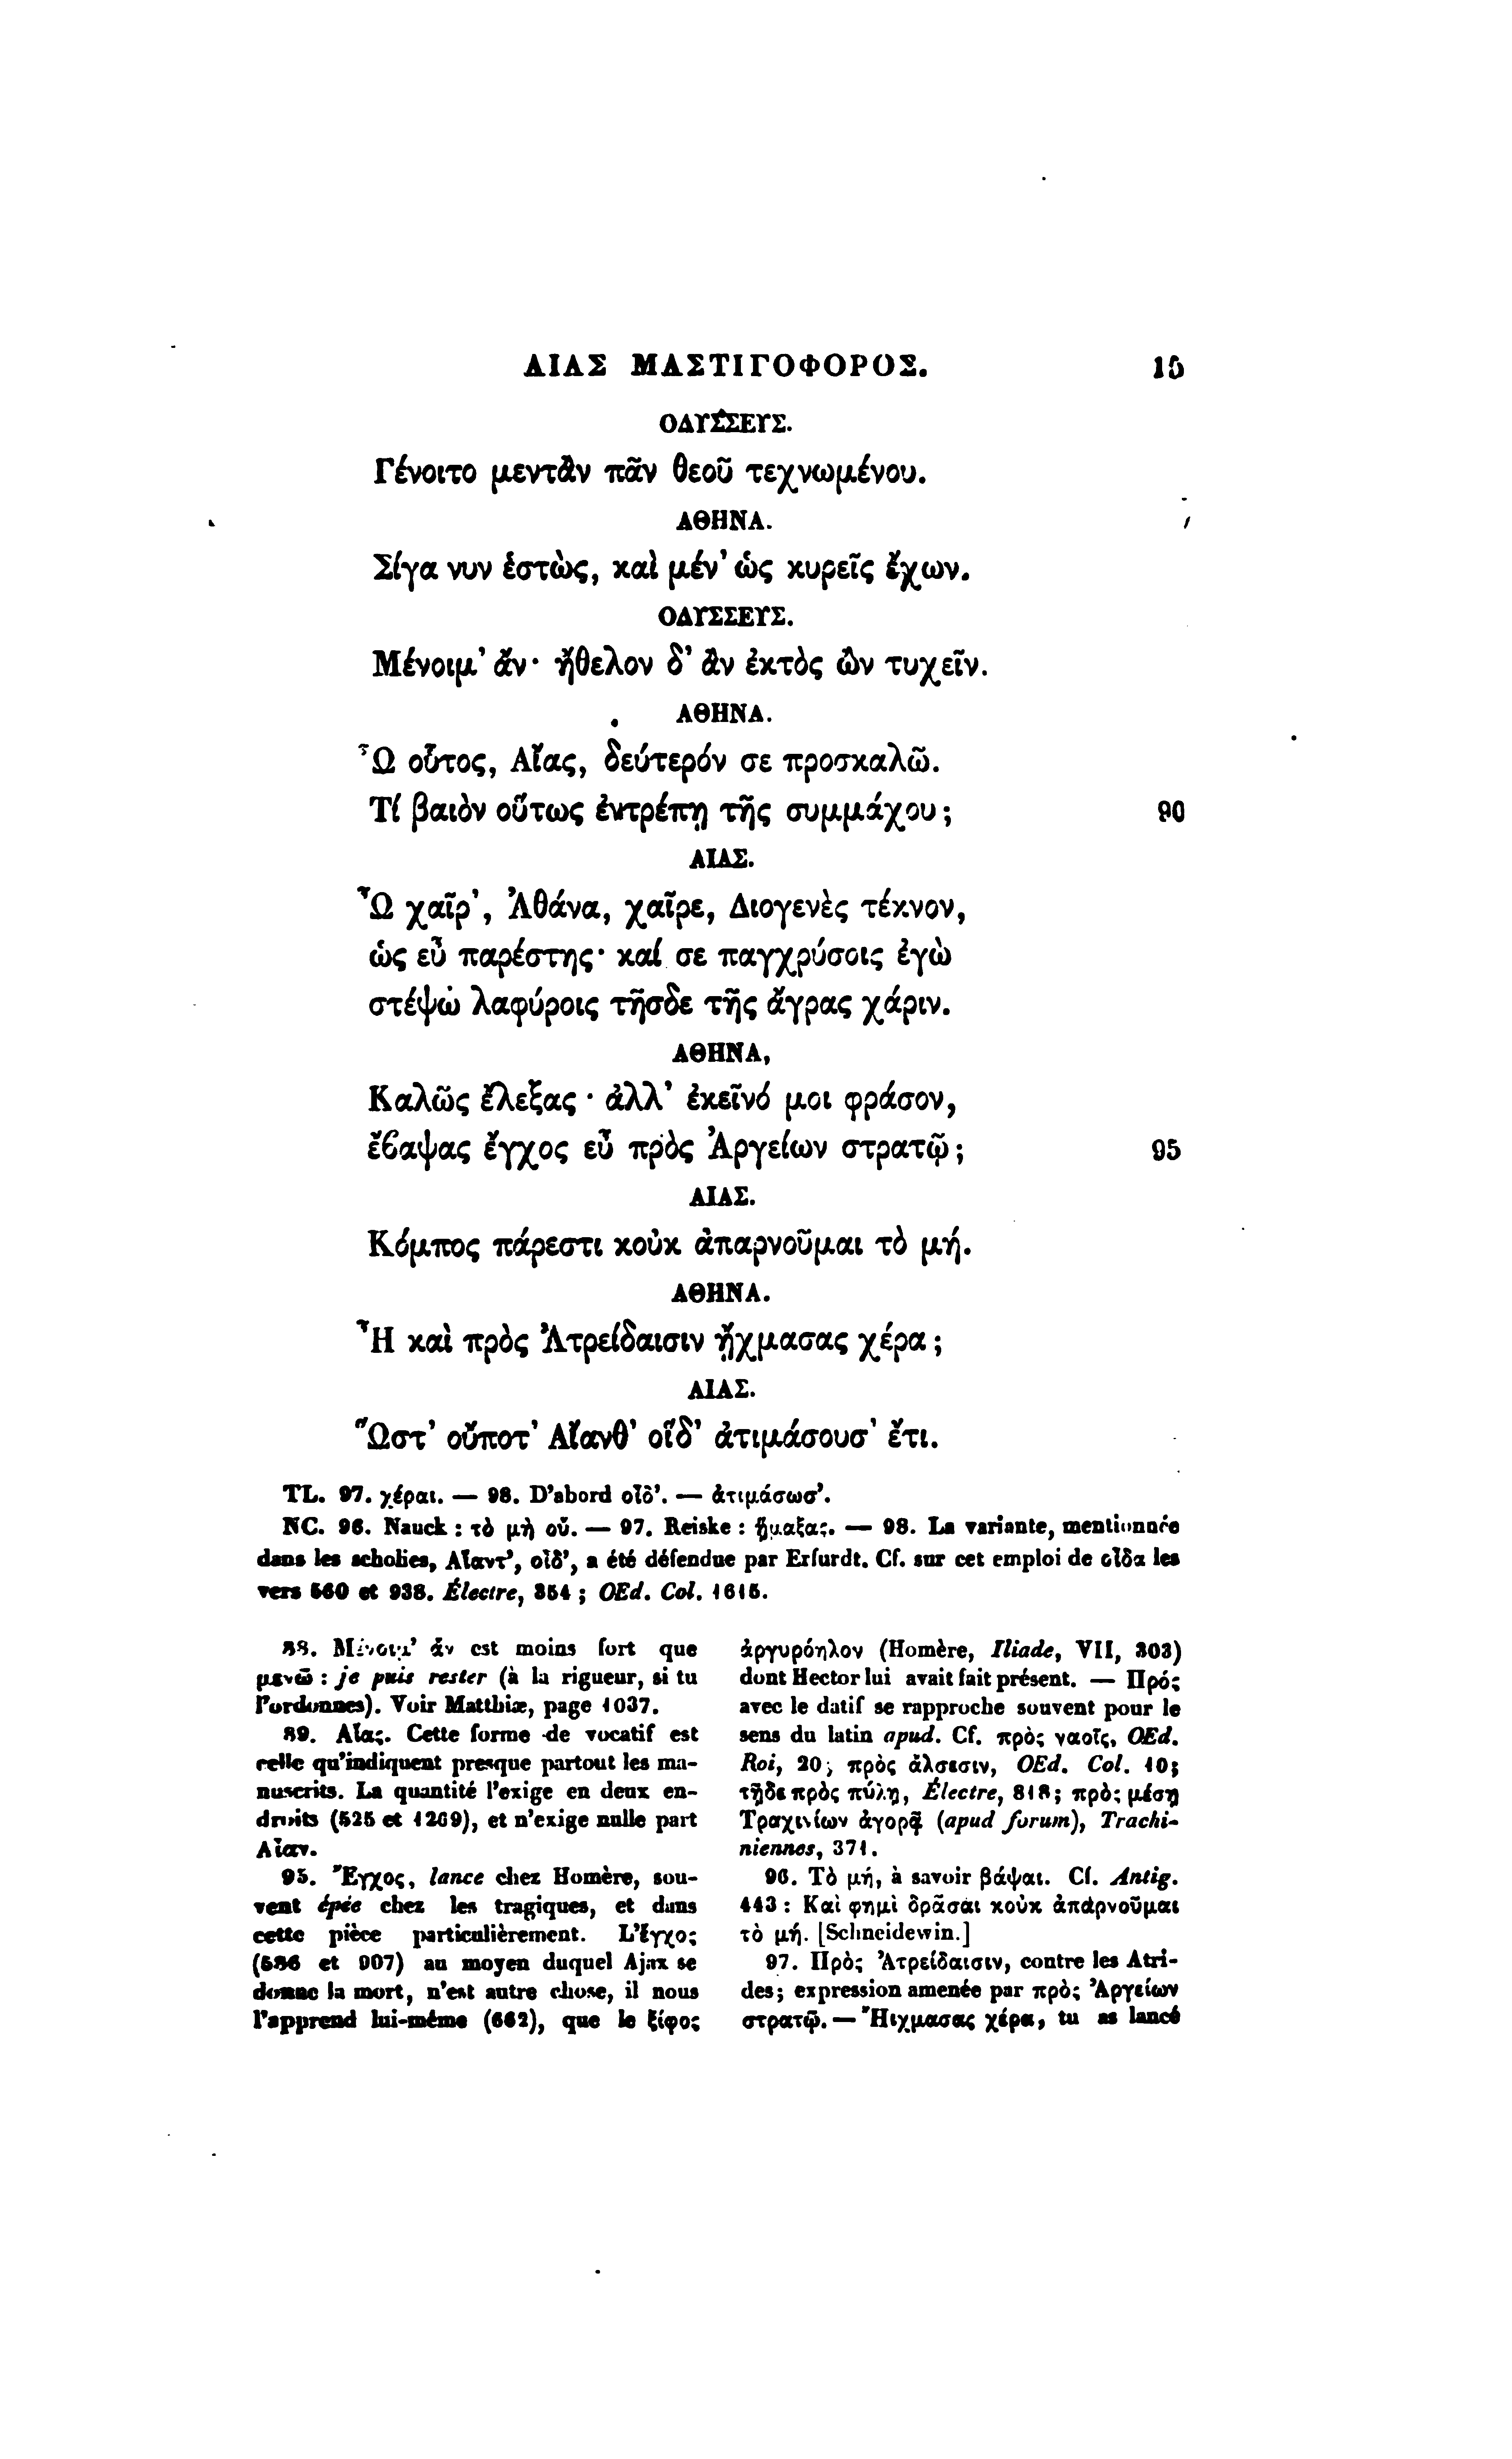 ΑΙΑΣ ΜΑΣΤΙΓΟΦΟΡΟΣ. 15
ΟΔΥΣΣΕΥΣ.
Γένοιτο μεντἂν πᾶν θεοῦ τεχνωμένου.
ΑΘΗΝΑ.
Σίγα νυν ἑστὼς, καὶ μέν’ ὡς κυρεῖς ἔχων.
ΟΔΥΣΣΕΥΣ.
Μένοιμ’ ἄν· ἤθελον δ’ ἂν ἐκτὸς ὢν τυχεῖν.
ΑΘΗΝΑ.
Ὦ οὗτος, Αἴας, δεύτερόν σε προσκαλῶ.
Τί βαιὸν οὕτως ἐντρέπῃ τῆς συμμάχου; 90
ΑΙΑΣ.
Ὦ χαῖρ’, Ἀθάνα, χαῖρε, Διογενὲς τέκνον,
ὡς εὖ παρέστης· καί σε παγχρύσοις ἐγὼ
στέψω λαφύροις τῆσδε τῆς ἄγρας χάριν.
ΑΘΗΝΑ,
Καλῶς ἔλεξας · ἀλλ’ ἐκεῖνό μοι φράσον,
ἔϐαψας ἔγχος εὖ πρὸς Ἀργείων στρατῷ; 95
ΑΙΑΣ.
Κόμπος πάρεστι κοὐκ ἀπαρνοῦμαι τὸ μή.
ΑΘΗΝΑ.
Ἦ καὶ πρὸς Ἀτρείδαισιν ᾔχμασας χέρα;
ΑΙΑΣ.
Ὥστ’ οὔποτ’ Αἴανθ’ οἵδ’ ἀτιμάσουσ’ ἔτι.
TL. 97. χέραι. — 98. D’abord οἶδ’. — ἀτιμάσωσ’.
NC. 96. Nauck : τὸ μὴ οὔ. — 97. Reiske : ᾕμαξας. — 98. La variante, mentionnée
dans les scholies, Αἴαντ’, οἶδ’, a été défendue par Erfurdt. Cf. sur cet emploi de οἶδα les
vers 560 et 938. Électre, 354 ; OEd. Col. 1615.
88. Μένοιμ’ ἄν est moins fort que
μενῶ : je puis rester (à la rigueur, si tu
l’ordonnes). Voir Matthiæ, page 1037.
89. Αἴας. Cette forme de vocatif est
celle qu’indiquent presque partout les ma-
nuscrits. La quantité l’exige en deux en-
droits (525 et 1269), et n’exige nulle part
Αἶαν.
95. Ἔγχος, lance chez Homère, sou-
vent épée chez les tragiques, et dans
cette pièce particulièrement. L’ἔγχος
(586 et 907) au moyen duquel Ajax se
donne la mort, n’est autre chose, il nous
l’apprend lui-même (662), que le ξίφος
ἀργυρόηλον (Homère, Iliade, VII, 303)
dont Hector lui avait fait présent. — Πρός
avec le datif se rapproche souvent pour le
sens du latin apud. Cf. πρὸς ναοῖς, OEd.
Roi, 20; πρὸς ἄλσεσιν, OEd. Col. 10;
τῇδε πρὸς πύλῃ, Électre, 818; πρὸς μέσῃ
Τραχινίων ἀγορᾷ (apud forum), Trachi-
niennes, 371.
96. Τὸ μή, à savoir βάψαι. Cf. Antig.
443 : Καὶ φημὶ δρᾶσαι κοὐκ ἀπαρνοῦμαι
τὸ μή. [Schneidewin.]
97. Πρὸς Ἀτρείδαισιν, contre les Atri-
des; expression amenée par πρὸς Ἀργείων
στρατῷ. — Ἤιχμασας χέρα, tu as lancé